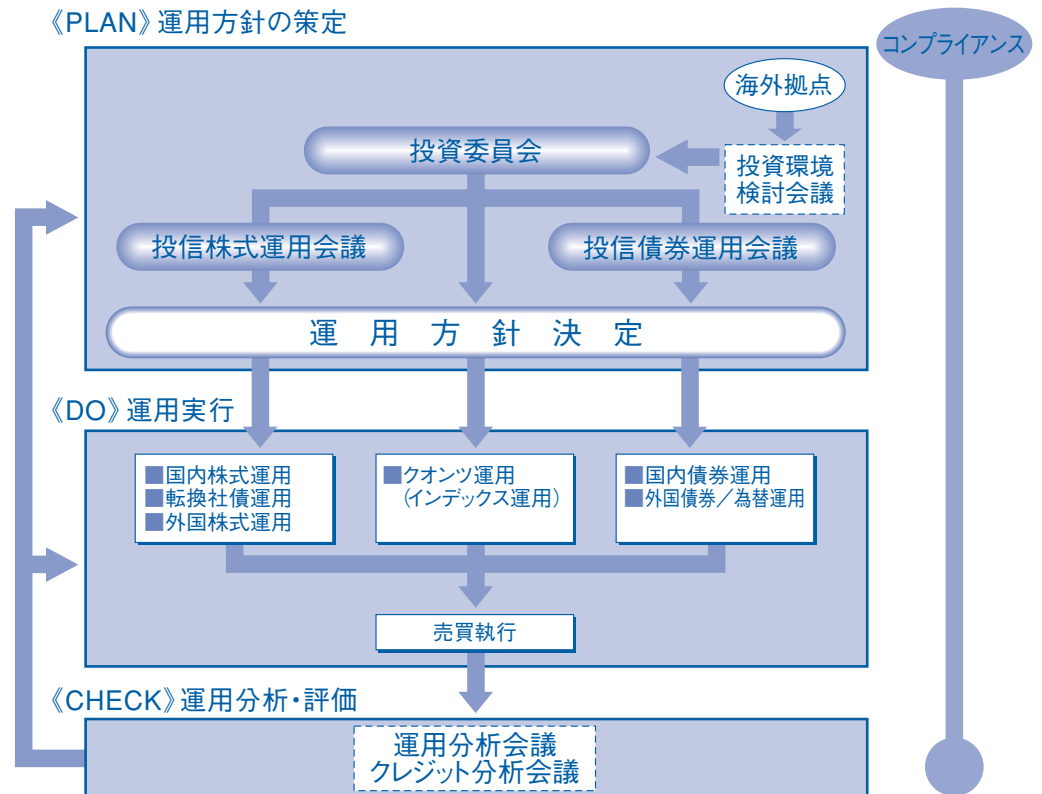 《PLAN》運用方針の策定
コンプライアンス
海外拠点
投資委員会
投資環境
検討会議
投信株式運用会議
投信債券運用会議
運用方針決定
《DO》運用実行
■国内株式運用
■転換社債運用
■外国株式運用
■クオンツ運用
(インデックス運用)
■国内債券運用
■外国債券／為替運用
売買執行
《CHECK》運用分析・評価
運用分析会議
クレジット分析会議